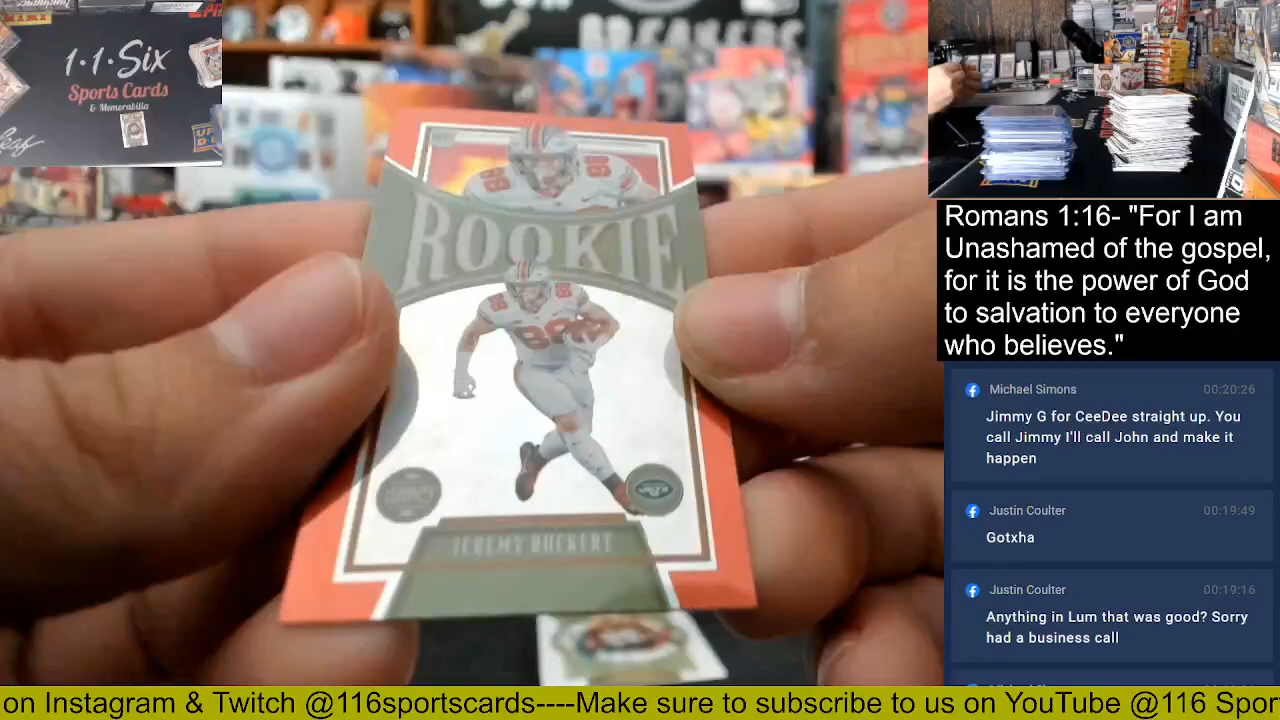 1·1·Six
Sports Cards
& Memorabilia
BREAKERS
ROOKIE
88
JEREMY RUCKERT
Romans 1:16- "For I am
Unashamed of the gospel,
for it is the power of God
to salvation to everyone
who believes."
Michael Simons 00:20:26
Jimmy G for CeeDee straight up. You
call Jimmy I'll call John and make it
happen
Justin Coulter 00:19:49
Gotxha
Justin Coulter 00:19:16
Anything in Lum that was good? Sorry
had a business call
on Instagram & Twitch @116sportscards----Make sure to subscribe to us on YouTube @116 Spor